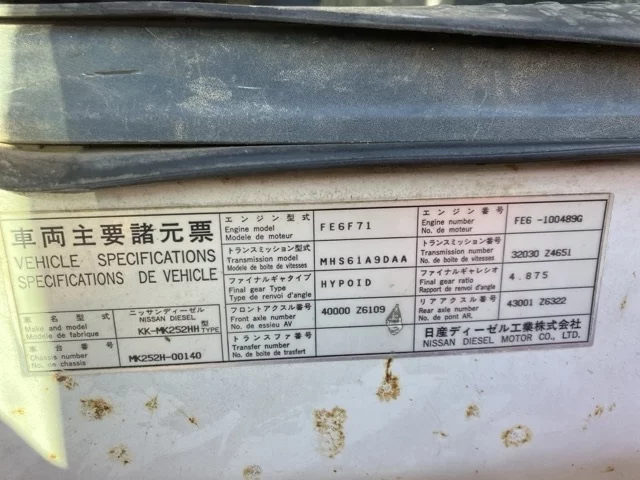 車両主要諸元票
VEHICLE SPECIFICATIONS
SPECIFICATIONS DE VEHICLE
車名型式
Make and model
Modele de fabrique
ニッサンディーゼル
NISSAN DIESEL
KK-MK252HH 型 TYPE
車台番号
Chassis number
No. de chassis
MK252H-00140
エンジン型式
Engine model
Modele de moteur
FE6F71
エンジン番号
Engine number
No. de moteur
FE6 -100489G
トランスミッション型式
Transmission model
Modele de boite de vitesses
MHS61A9DAA
トランスミッション番号
Transmission number
No. de boite de vitesses
32030 Z4651
ファイナルギヤタイプ
Final gear Type
Type de renvoi d'angle
HYPOID
ファイナルギャレシオ
Final gear ratio
Rapport de renvoi d'angle
4.875
フロントアクスル番号
Front axle number
No. de essieu AV
40000 Z6109
リアアクスル番号
Rear axle number
No. de pont AR.
43001 Z6322
トランスファ番号
Transfer number
No. de boite de trasfert
日産ディーゼル工業株式会社
NISSAN DIESEL MOTOR CO., LTD.